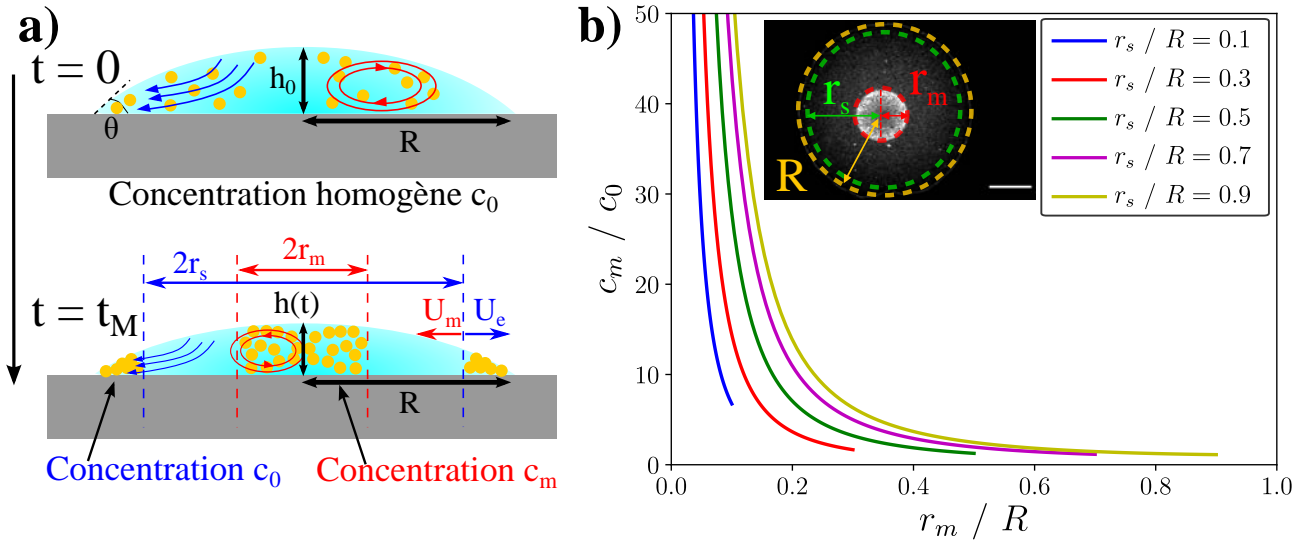 a)
t = 0
h₀
θ
R
Concentration homogène c₀
2rₘ
2rₛ
t = t_M
h(t)
Uₘ
Uₑ
R
Concentration c₀
Concentration cₘ
b)
cₘ / c₀
50
40
30
20
10
0
rₛ
rₘ
R
rₛ / R = 0.1
rₛ / R = 0.3
rₛ / R = 0.5
rₛ / R = 0.7
rₛ / R = 0.9
0.0
0.2
0.4
0.6
0.8
1.0
rₘ / R